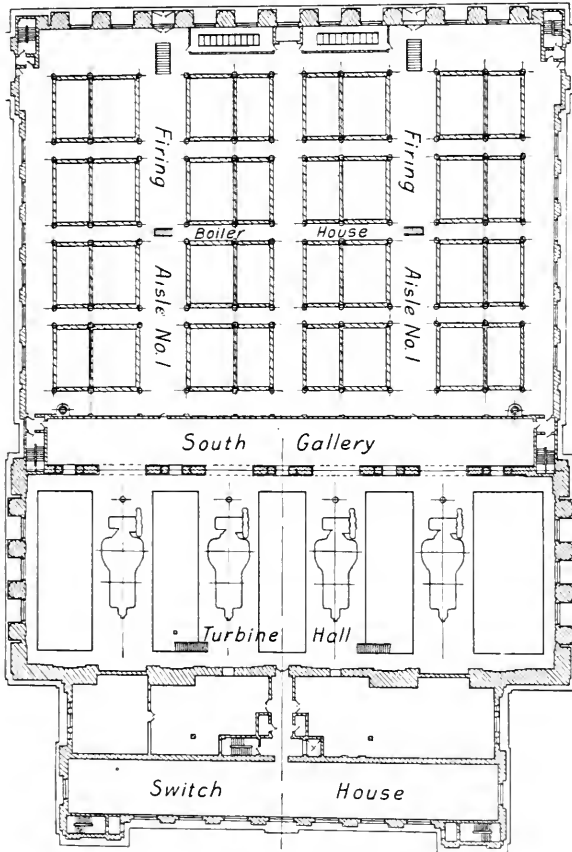 Firing Aisle No.1
Firing Aisle No.1
Boiler House
South Gallery
Turbine Hall
Switch House